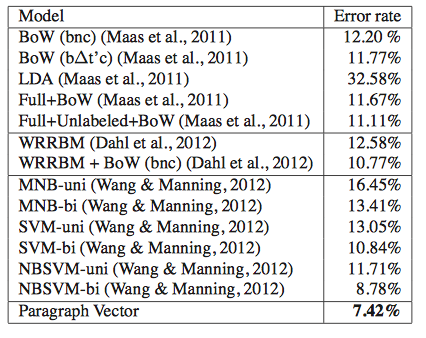 Model Error rate
BoW (bnc) (Maas et al., 2011) 12.20 %
BoW (bΔt'c) (Maas et al., 2011) 11.77%
LDA (Maas et al., 2011) 32.58%
Full+BoW (Maas et al., 2011) 11.67%
Full+Unlabeled+BoW (Maas et al., 2011) 11.11%
WRRBM (Dahl et al., 2012) 12.58%
WRRBM + BoW (bnc) (Dahl et al., 2012) 10.77%
MNB-uni (Wang & Manning, 2012) 16.45%
MNB-bi (Wang & Manning, 2012) 13.41%
SVM-uni (Wang & Manning, 2012) 13.05%
SVM-bi (Wang & Manning, 2012) 10.84%
NBSVM-uni (Wang & Manning, 2012) 11.71%
NBSVM-bi (Wang & Manning, 2012) 8.78%
Paragraph Vector 7.42%